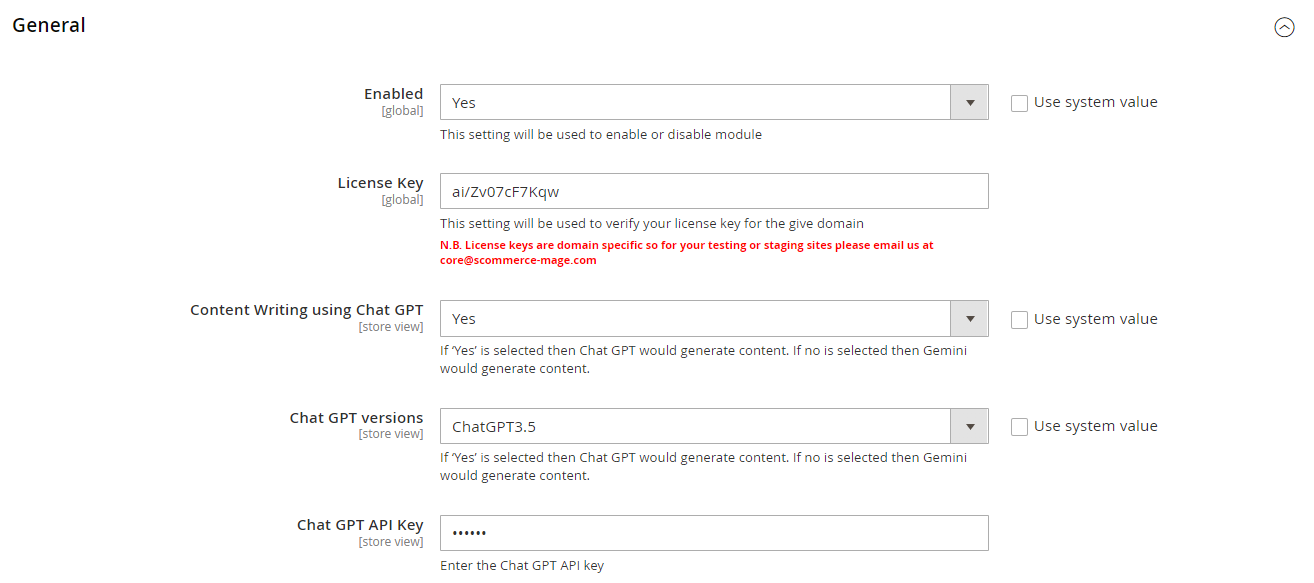 General
Enabled
[global]
Yes
Use system value
This setting will be used to enable or disable module
License Key
[global]
ai/Zv07cF7Kqw
This setting will be used to verify your license key for the give domain
N.B. License keys are domain specific so for your testing or staging sites please email us at
core@scommerce-mage.com
Content Writing using Chat GPT
[store view]
Yes
Use system value
If ‘Yes’ is selected then Chat GPT would generate content. If no is selected then Gemini
would generate content.
Chat GPT versions
[store view]
ChatGPT3.5
Use system value
If ‘Yes’ is selected then Chat GPT would generate content. If no is selected then Gemini
would generate content.
Chat GPT API Key
[store view]
••••••
Enter the Chat GPT API key